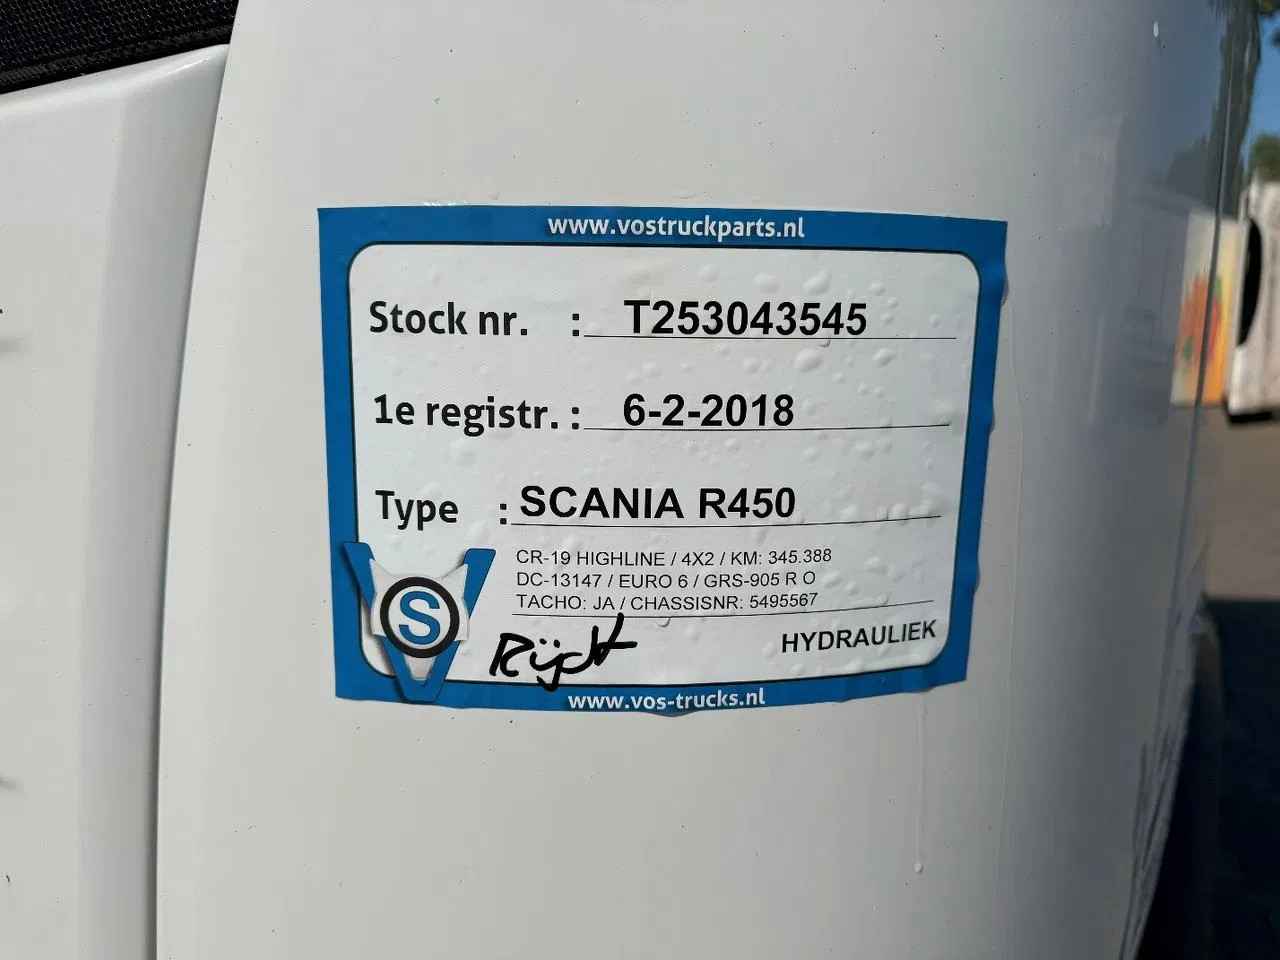 www.vostruckparts.nl
Stock nr. : T253043545
1e registr. : 6-2-2018
Type : SCANIA R450
CR-19 HIGHLINE / 4X2 / KM: 345.388
DC-13147 / EURO 6 / GRS-905 R O
TACHO: JA / CHASSISNR: 5495567
VOS
Rijdt
HYDRAULIEK
www.vos-trucks.nl